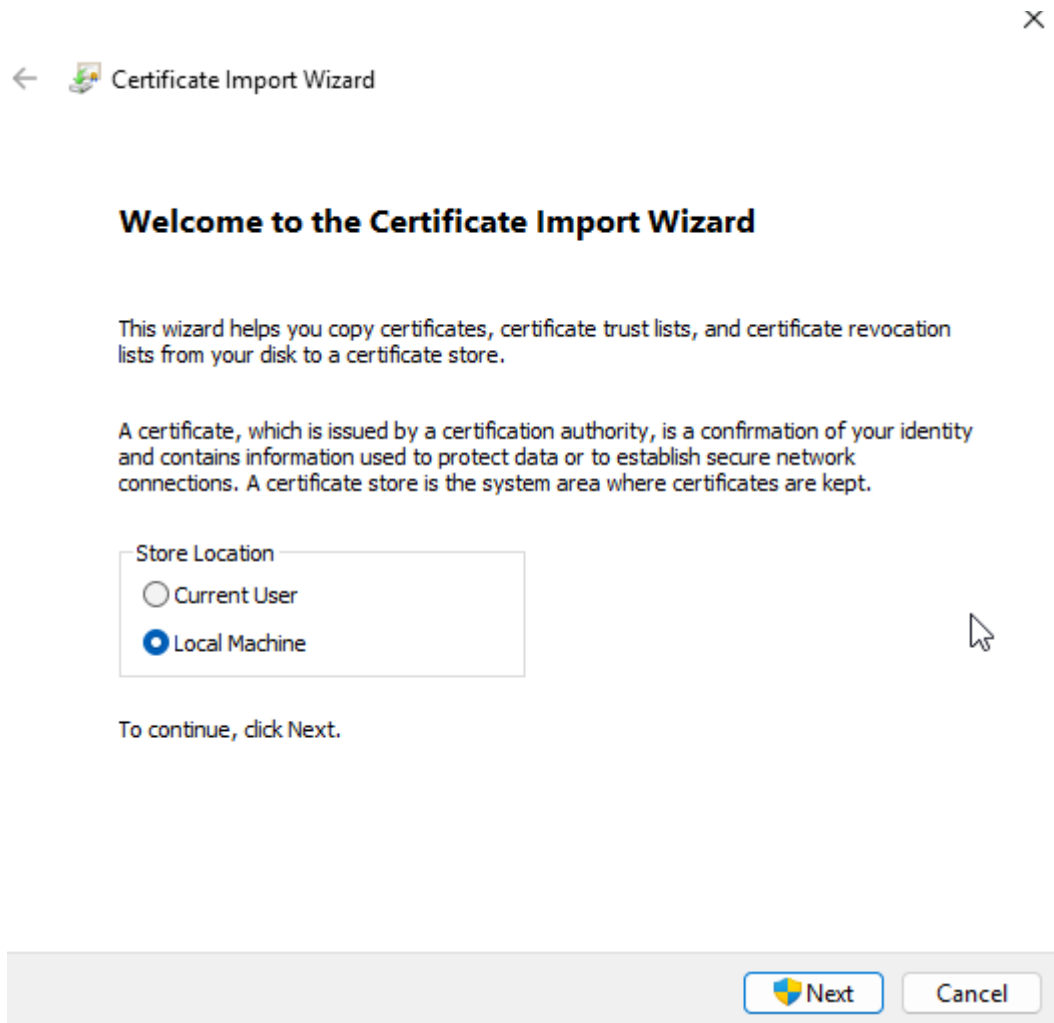 Certificate Import Wizard
Welcome to the Certificate Import Wizard
This wizard helps you copy certificates, certificate trust lists, and certificate revocation
lists from your disk to a certificate store.
A certificate, which is issued by a certification authority, is a confirmation of your identity
and contains information used to protect data or to establish secure network
connections. A certificate store is the system area where certificates are kept.
Store Location
Current User
Local Machine
To continue, click Next.
Next
Cancel